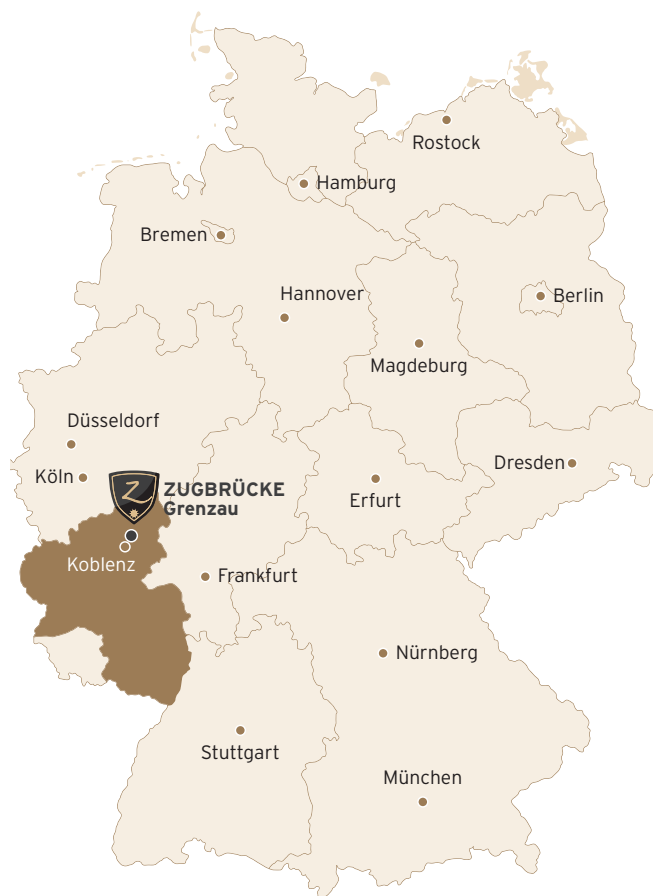 Rostock
Hamburg
Bremen
Hannover
Berlin
Magdeburg
Düsseldorf
Köln
Z
ZUGBRÜCKE
Grenzau
Erfurt
Dresden
Koblenz
Frankfurt
Nürnberg
Stuttgart
München